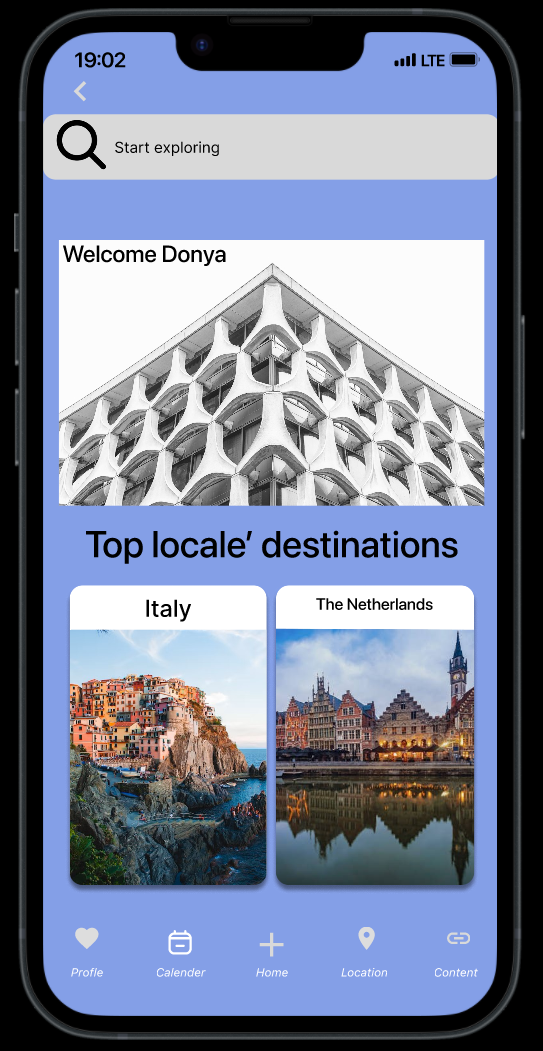 19:02
LTE
Start exploring
Welcome Donya
Top locale’ destinations
Italy
The Netherlands
Profle
Calender
Home
Location
Content